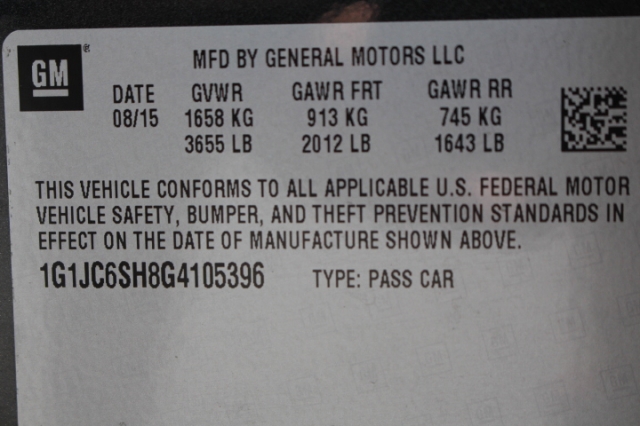 GM®
MFD BY GENERAL MOTORS LLC
DATE GVWR GAWR FRT GAWR RR
08/15 1658 KG 913 KG 745 KG
3655 LB 2012 LB 1643 LB
THIS VEHICLE CONFORMS TO ALL APPLICABLE U.S. FEDERAL MOTOR
VEHICLE SAFETY, BUMPER, AND THEFT PREVENTION STANDARDS IN
EFFECT ON THE DATE OF MANUFACTURE SHOWN ABOVE.
1G1JC6SH8G4105396 TYPE: PASS CAR